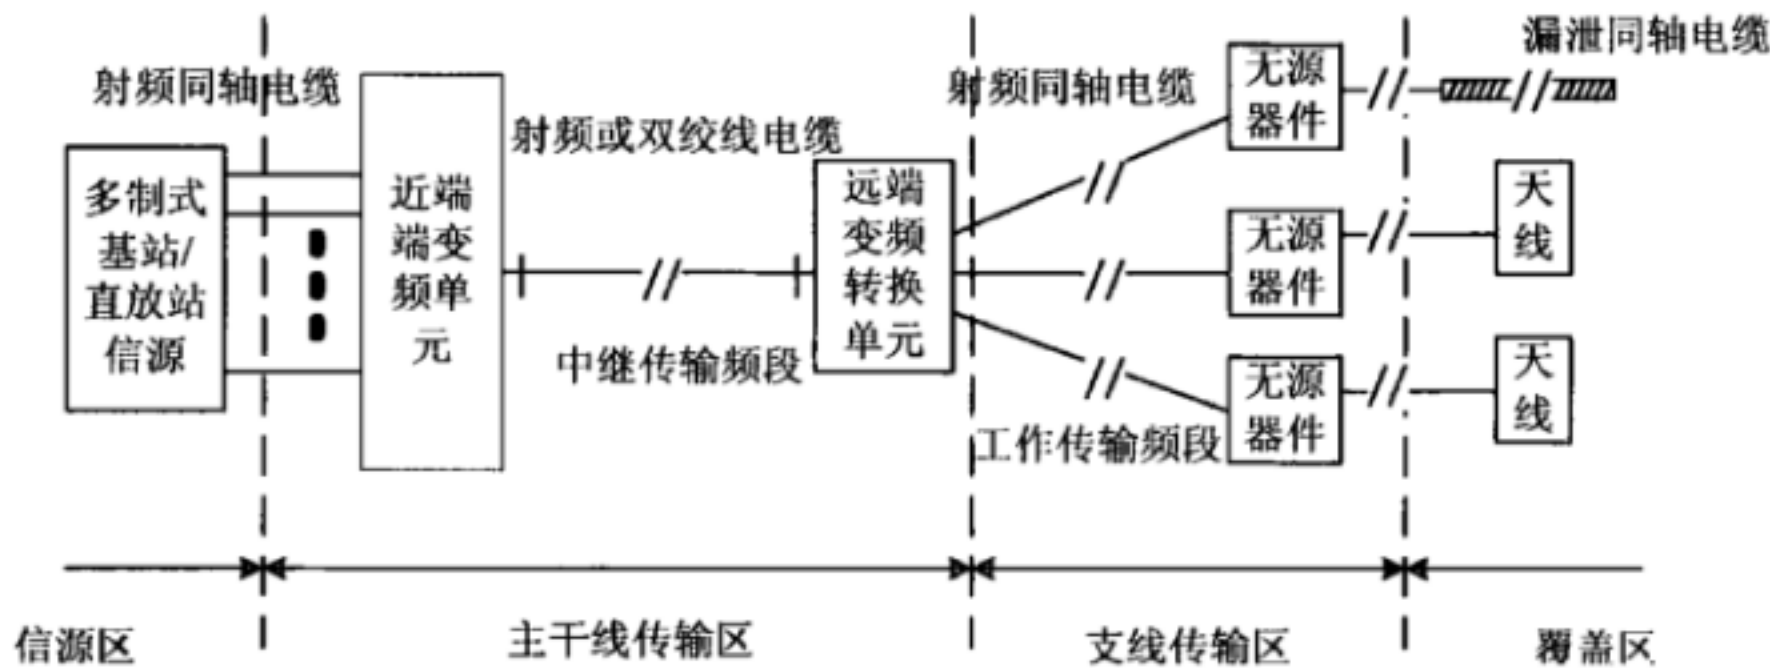 射频同轴电缆
多制式
基站/
直放站
信源
近端
端变
频单
元
射频或双绞线电缆
中继传输频段
远端
变频
转换
单元
射频同轴电缆
工作传输频段
无源
器件
无源
器件
无源
器件
漏泄同轴电缆
天
线
天
线
信源区
主干线传输区
支线传输区
覆盖区